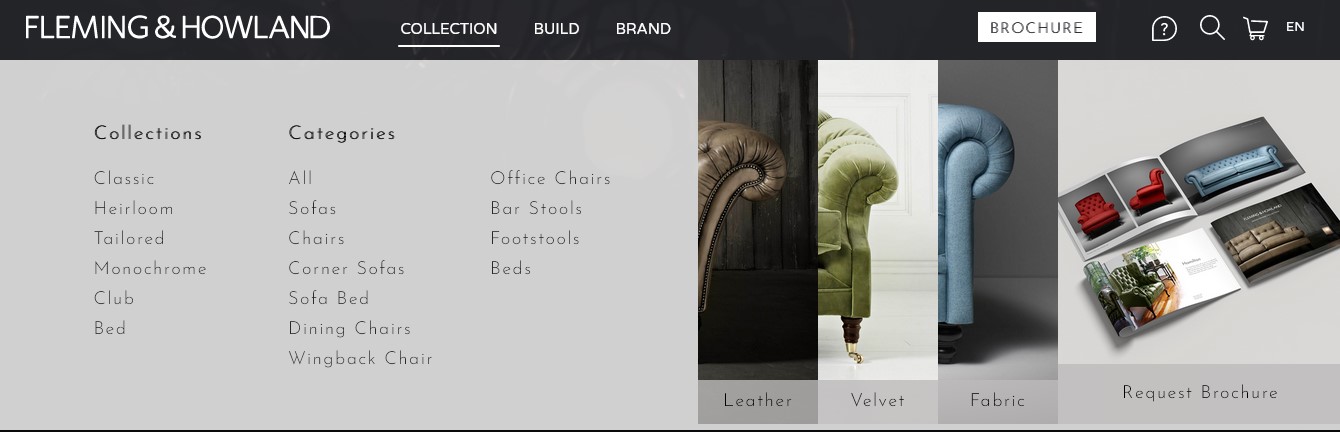 FLEMING & HOWLAND
COLLECTION
BUILD
BRAND
BROCHURE
EN
Collections
Classic
Heirloom
Tailored
Monochrome
Club
Bed
Categories
All
Sofas
Chairs
Corner Sofas
Sofa Bed
Dining Chairs
Wingback Chair
Office Chairs
Bar Stools
Footstools
Beds
Leather
Velvet
Fabric
Request Brochure